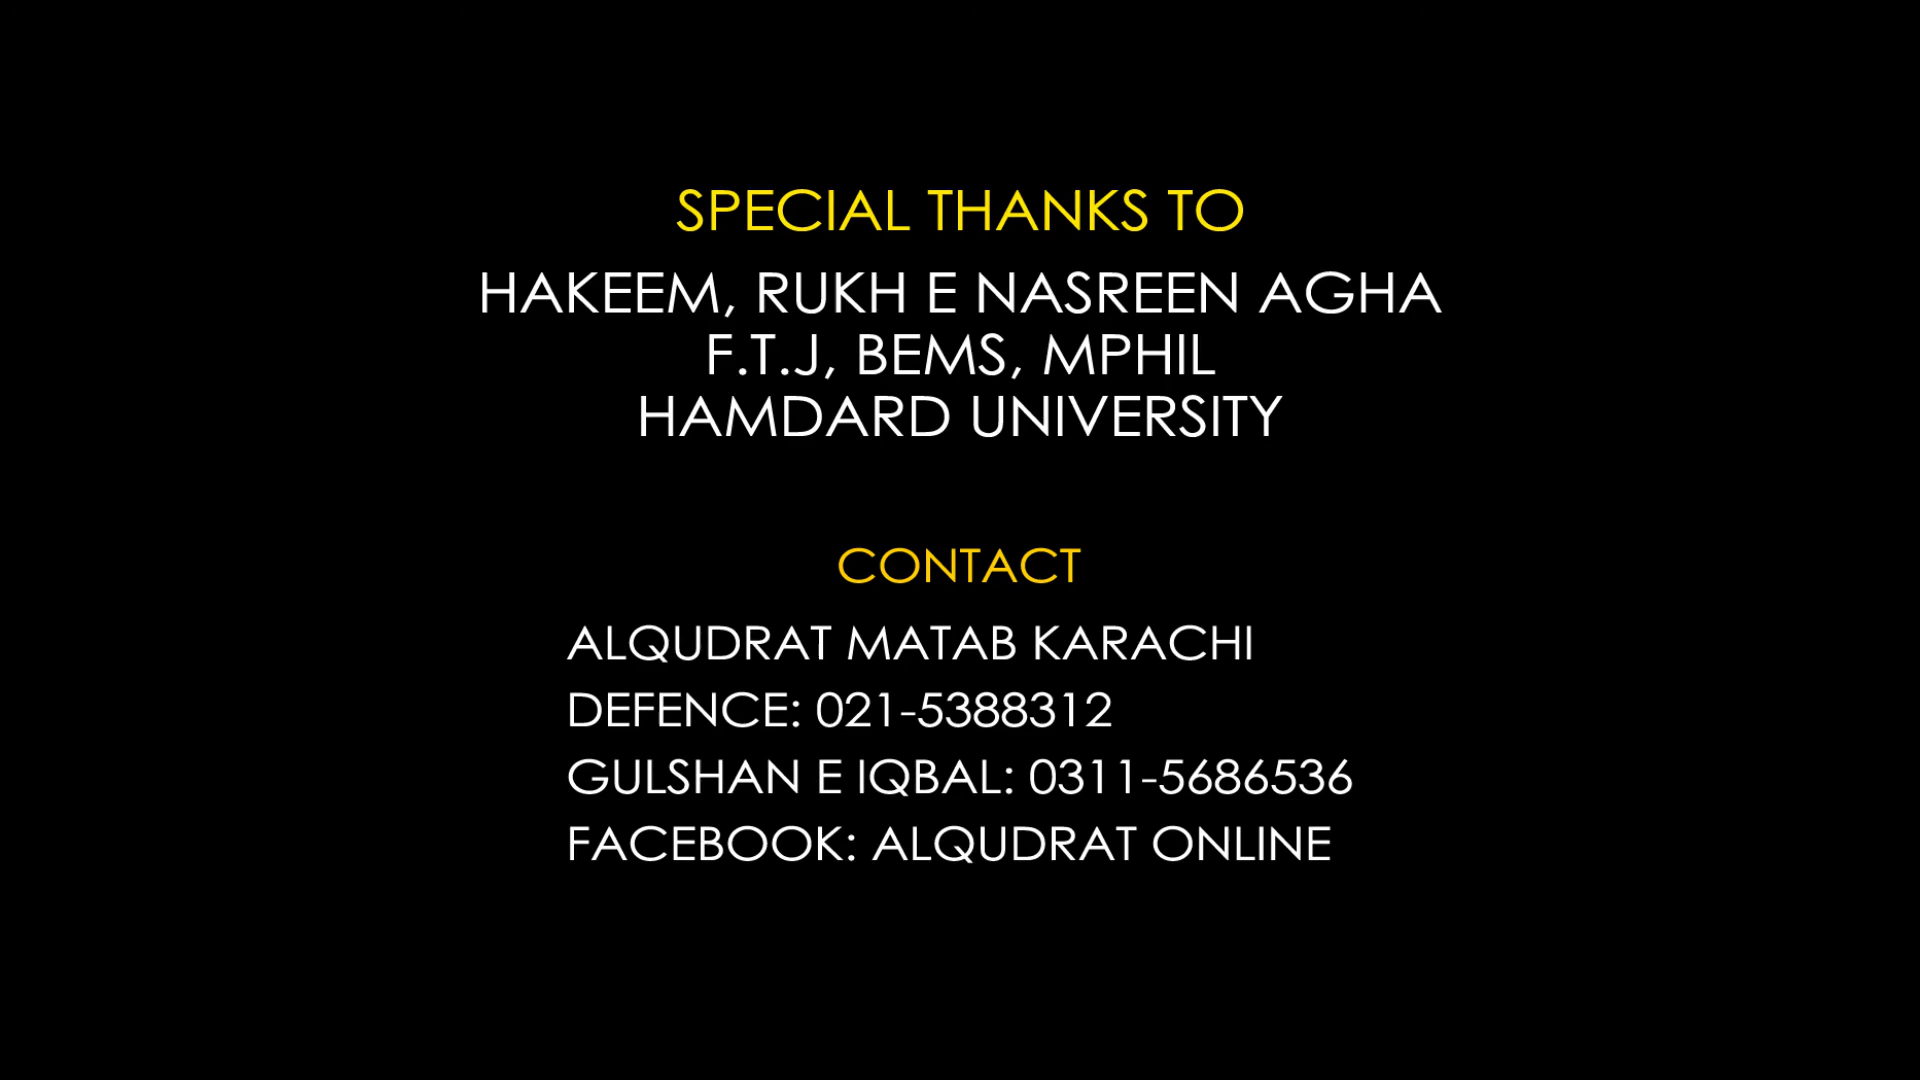 SPECIAL THANKS TO
HAKEEM, RUKH E NASREEN AGHA
F.T.J, BEMS, MPHIL
HAMDARD UNIVERSITY
CONTACT
ALQUDRAT MATAB KARACHI
DEFENCE: 021-5388312
GULSHAN E IQBAL: 0311-5686536
FACEBOOK: ALQUDRAT ONLINE